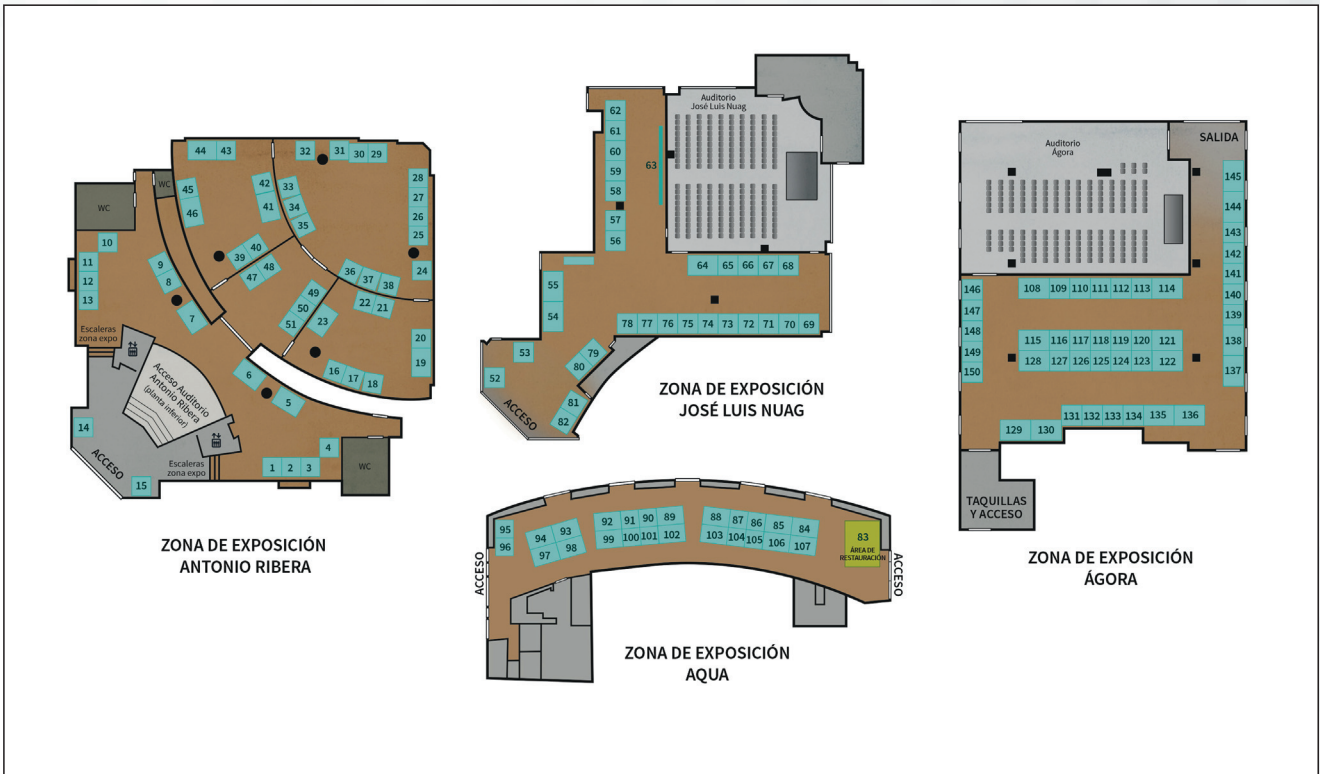 44 43
32 31 30 29
WC
45
46
42
41
33
34
35
28
27
26
25
24
WC
10
11
12
13
9
8
7
39 40
47 48
36 37 38
22 21
49
50
51
23
20
19
Escaleras
zona expo
Acceso Auditorio
Antonio Ribera
(planta inferior)
6
5
16 17 18
14
ACCESO
15
Escaleras
zona expo
4
1 2 3
WC
ZONA DE EXPOSICIÓN
ANTONIO RIBERA
Auditorio
José Luis Nuag
62
61
60
59
58
57
56
63
64 65 66 67 68
55
54
78 77 76 75 74 73 72 71 70 69
53
52
79
80
81
82
ACCESO
ZONA DE EXPOSICIÓN
JOSÉ LUIS NUAG
95
96
94 93
97 98
92 91 90 89
99 100 101 102
88 87 86 85 84
103 104 105 106 107
83
ÁREA DE
RESTAURACIÓN
ACCESO
ACCESO
ZONA DE EXPOSICIÓN
AQUA
Auditorio
Ágora
SALIDA
145
144
143
142
141
140
139
138
137
146
147
148
149
150
108 109 110 111 112 113 114
115 116 117 118 119 120 121
128 127 126 125 124 123 122
131 132 133 134 135 136
129 130
TAQUILLAS
Y ACCESO
ZONA DE EXPOSICIÓN
ÁGORA